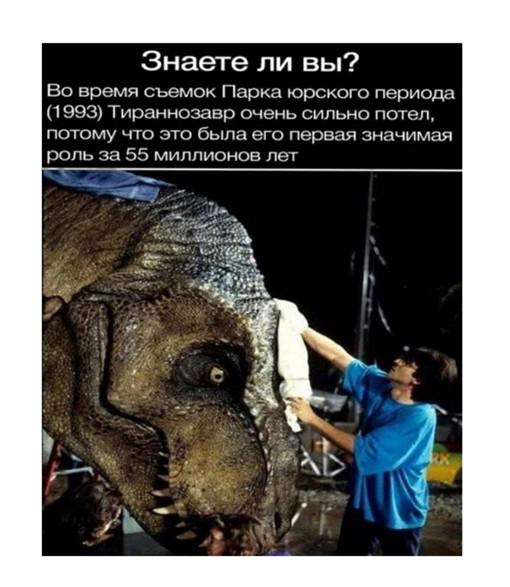 Знаете ли вы?
Во время съемок Парка юрского периода
(1993) Тираннозавр очень сильно потел,
потому что это была его первая значимая
роль за 55 миллионов лет
RK